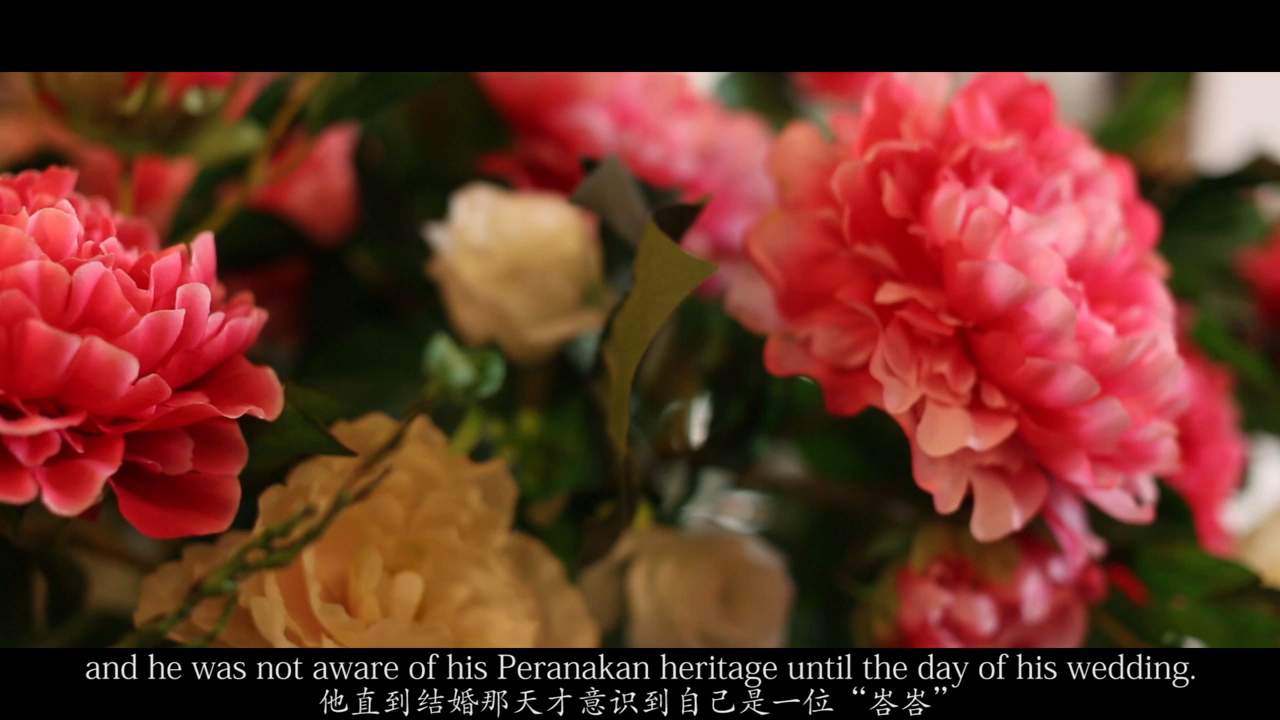 and he was not aware of his Peranakan heritage until the day of his wedding.
他直到结婚那天才意识到自己是一位“峇峇”